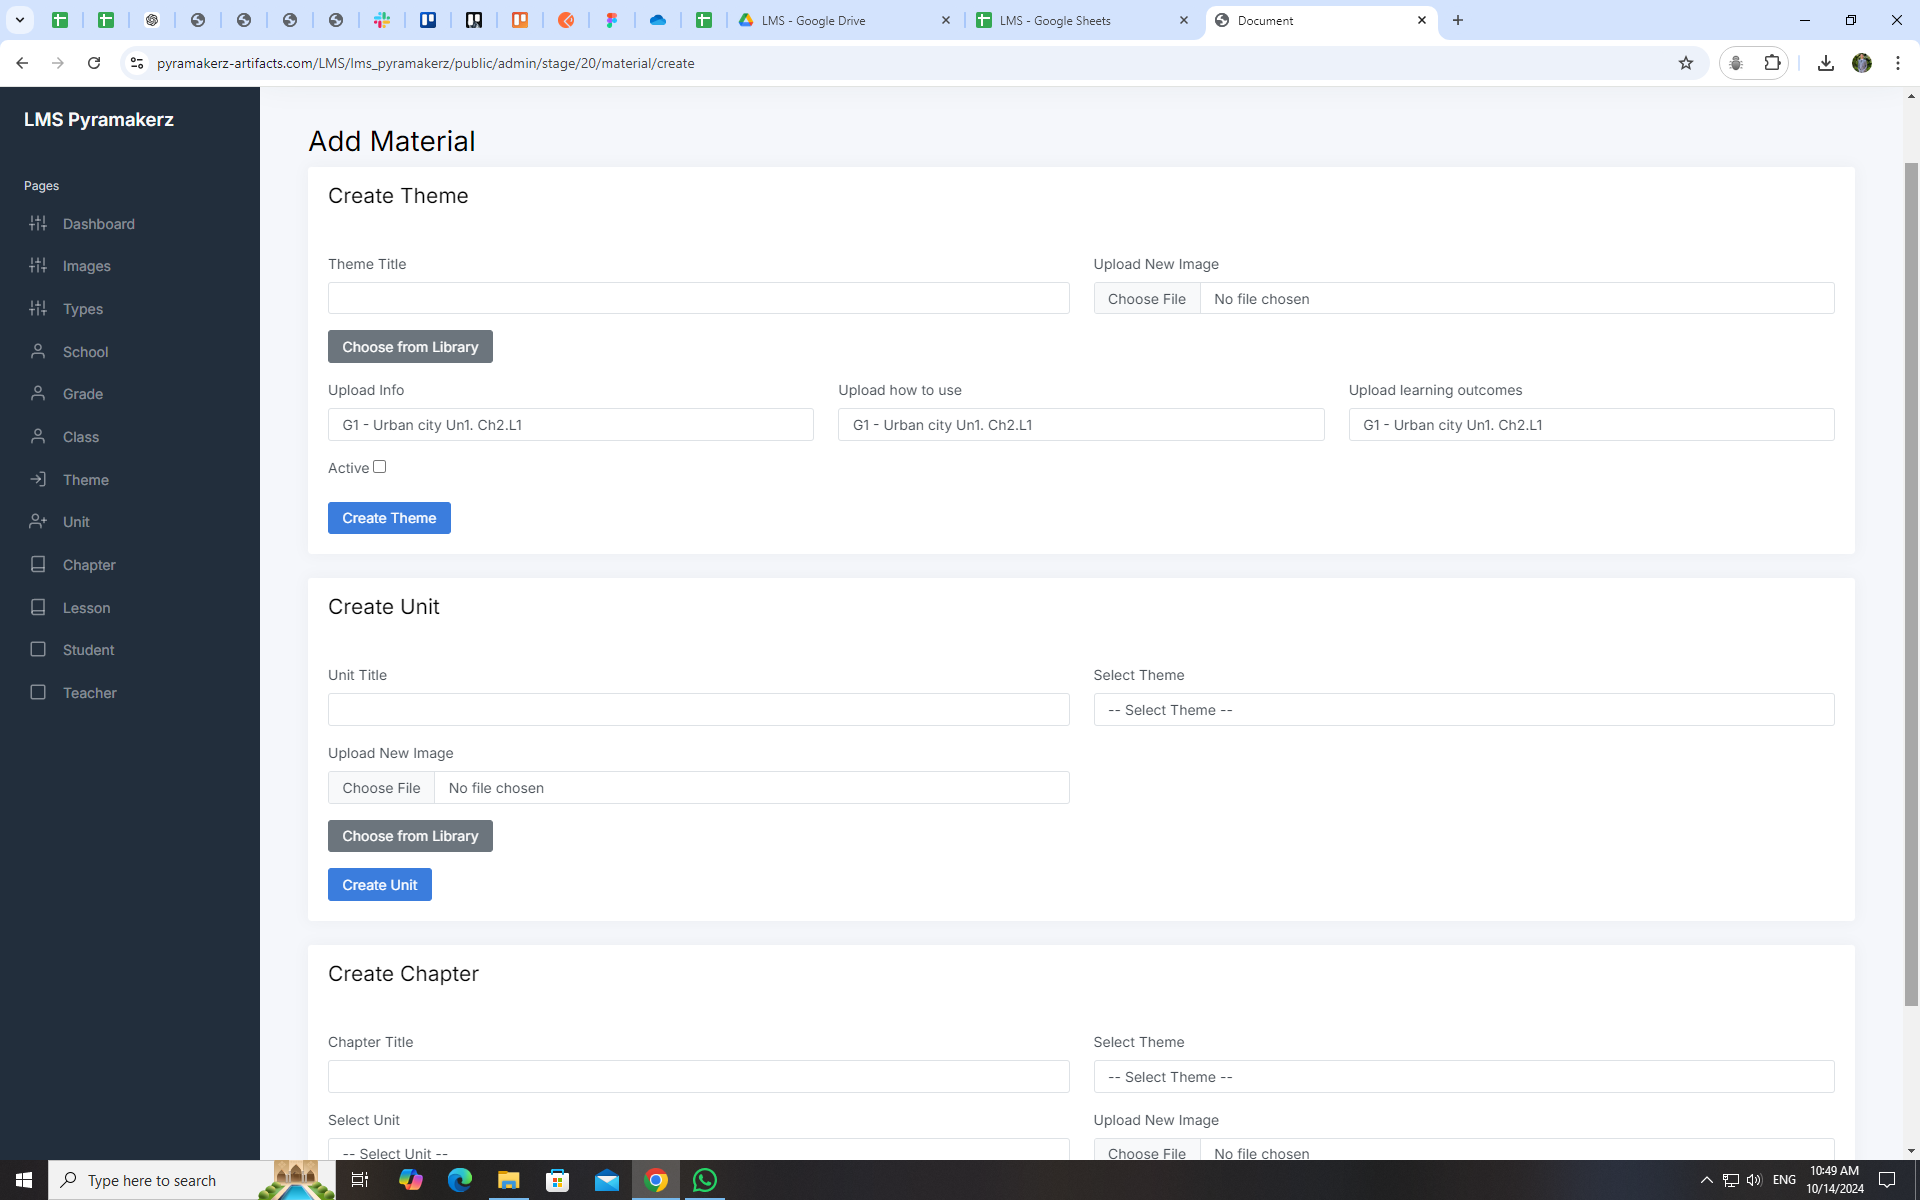 LMS - Google Drive
LMS - Google Sheets
Document
pyramakerz-artifacts.com/LMS/lms_pyramakerz/public/admin/stage/20/material/create
LMS Pyramakerz
Pages
Dashboard
Images
Types
School
Grade
Class
Theme
Unit
Chapter
Lesson
Student
Teacher
Add Material
Create Theme
Theme Title
Upload New Image
Choose File No file chosen
Choose from Library
Upload Info
Upload how to use
Upload learning outcomes
G1 - Urban city Un1. Ch2.L1
G1 - Urban city Un1. Ch2.L1
G1 - Urban city Un1. Ch2.L1
Active
Create Theme
Create Unit
Unit Title
Select Theme
-- Select Theme --
Upload New Image
Choose File No file chosen
Choose from Library
Create Unit
Create Chapter
Chapter Title
Select Theme
-- Select Theme --
Select Unit
Upload New Image
-- Select Unit --
Choose File No file chosen
Type here to search
ENG
10:49 AM
10/14/2024